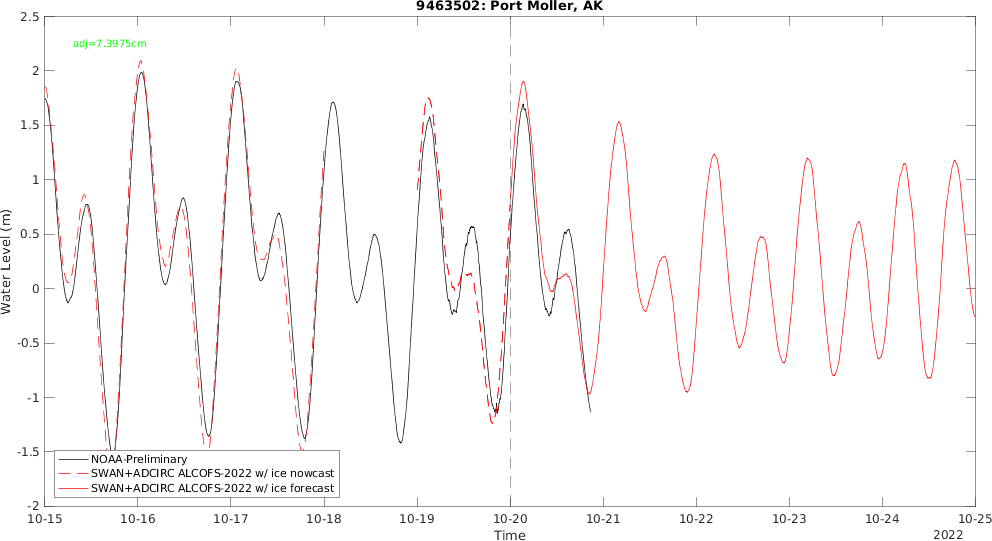 9463502: Port Moller, AK
adj=7.3975cm
2.5
2
1.5
1
0.5
0
-0.5
-1
-1.5
-2
Water Level (m)
NOAA-Preliminary
SWAN+ADCIRC ALCOFS-2022 w/ ice nowcast
SWAN+ADCIRC ALCOFS-2022 w/ ice forecast
10-15 10-16 10-17 10-18 10-19 10-20 10-21 10-22 10-23 10-24 10-25
Time
2022